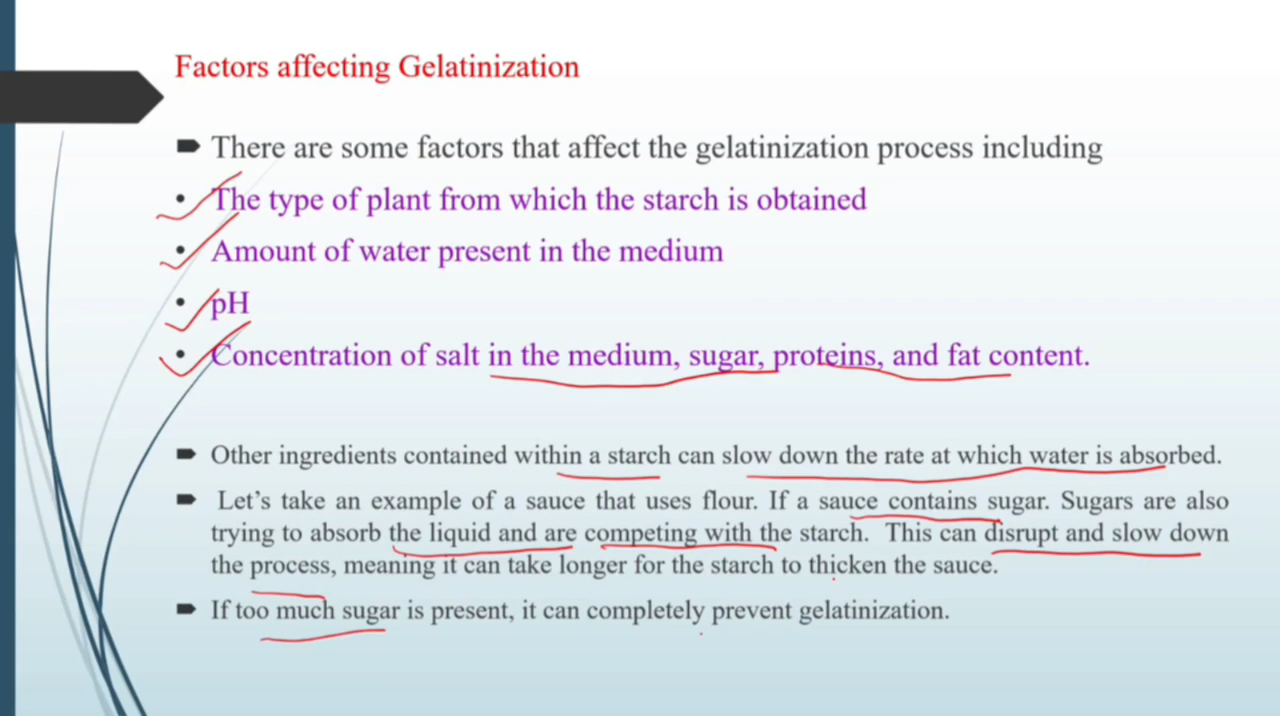 Factors affecting Gelatinization
There are some factors that affect the gelatinization process including
• The type of plant from which the starch is obtained
• Amount of water present in the medium
• pH
• Concentration of salt in the medium, sugar, proteins, and fat content.
Other ingredients contained within a starch can slow down the rate at which water is absorbed.
Let's take an example of a sauce that uses flour. If a sauce contains sugar. Sugars are also
trying to absorb the liquid and are competing with the starch. This can disrupt and slow down
the process, meaning it can take longer for the starch to thicken the sauce.
If too much sugar is present, it can completely prevent gelatinization.